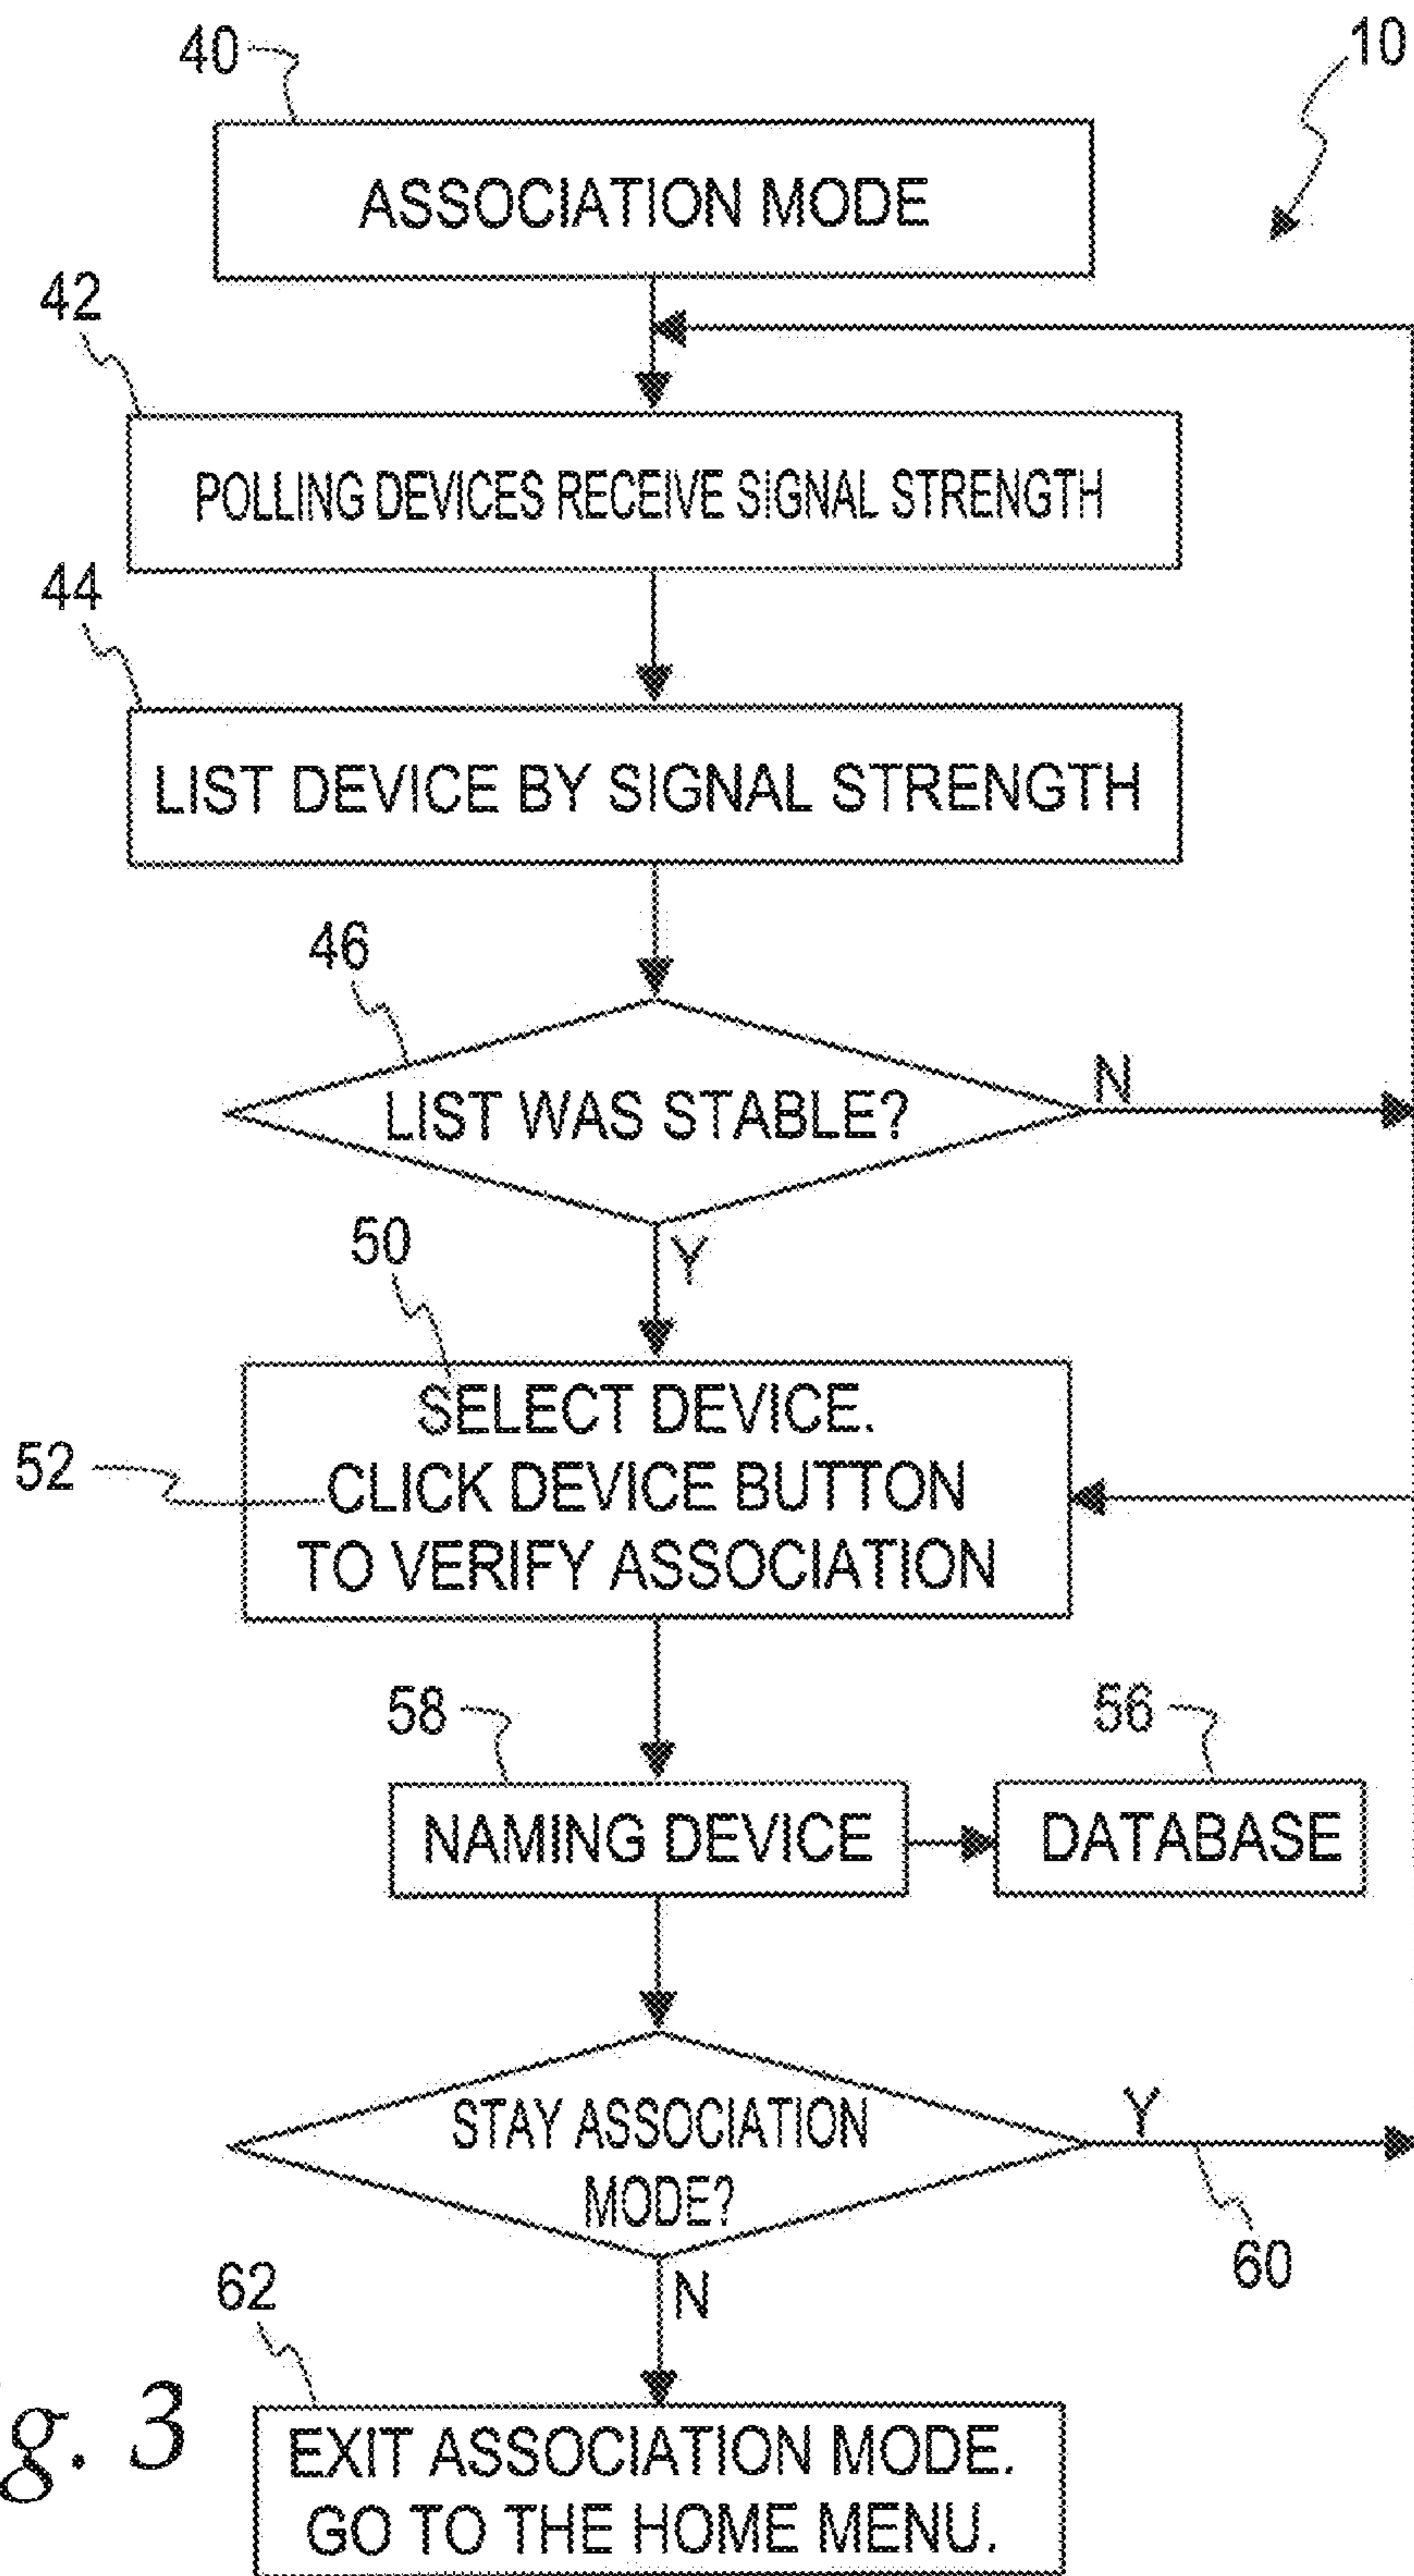 40
10
ASSOCIATION MODE
42
POLLING DEVICES RECEIVE SIGNAL STRENGTH
44
LIST DEVICE BY SIGNAL STRENGTH
46
LIST WAS STABLE?
N
Y
50
SELECT DEVICE.
52
CLICK DEVICE BUTTON
TO VERIFY ASSOCIATION
58
56
NAMING DEVICE
DATABASE
STAY ASSOCIATION
MODE?
Y
60
N
62
g. 3
EXIT ASSOCIATION MODE.
GO TO THE HOME MENU.